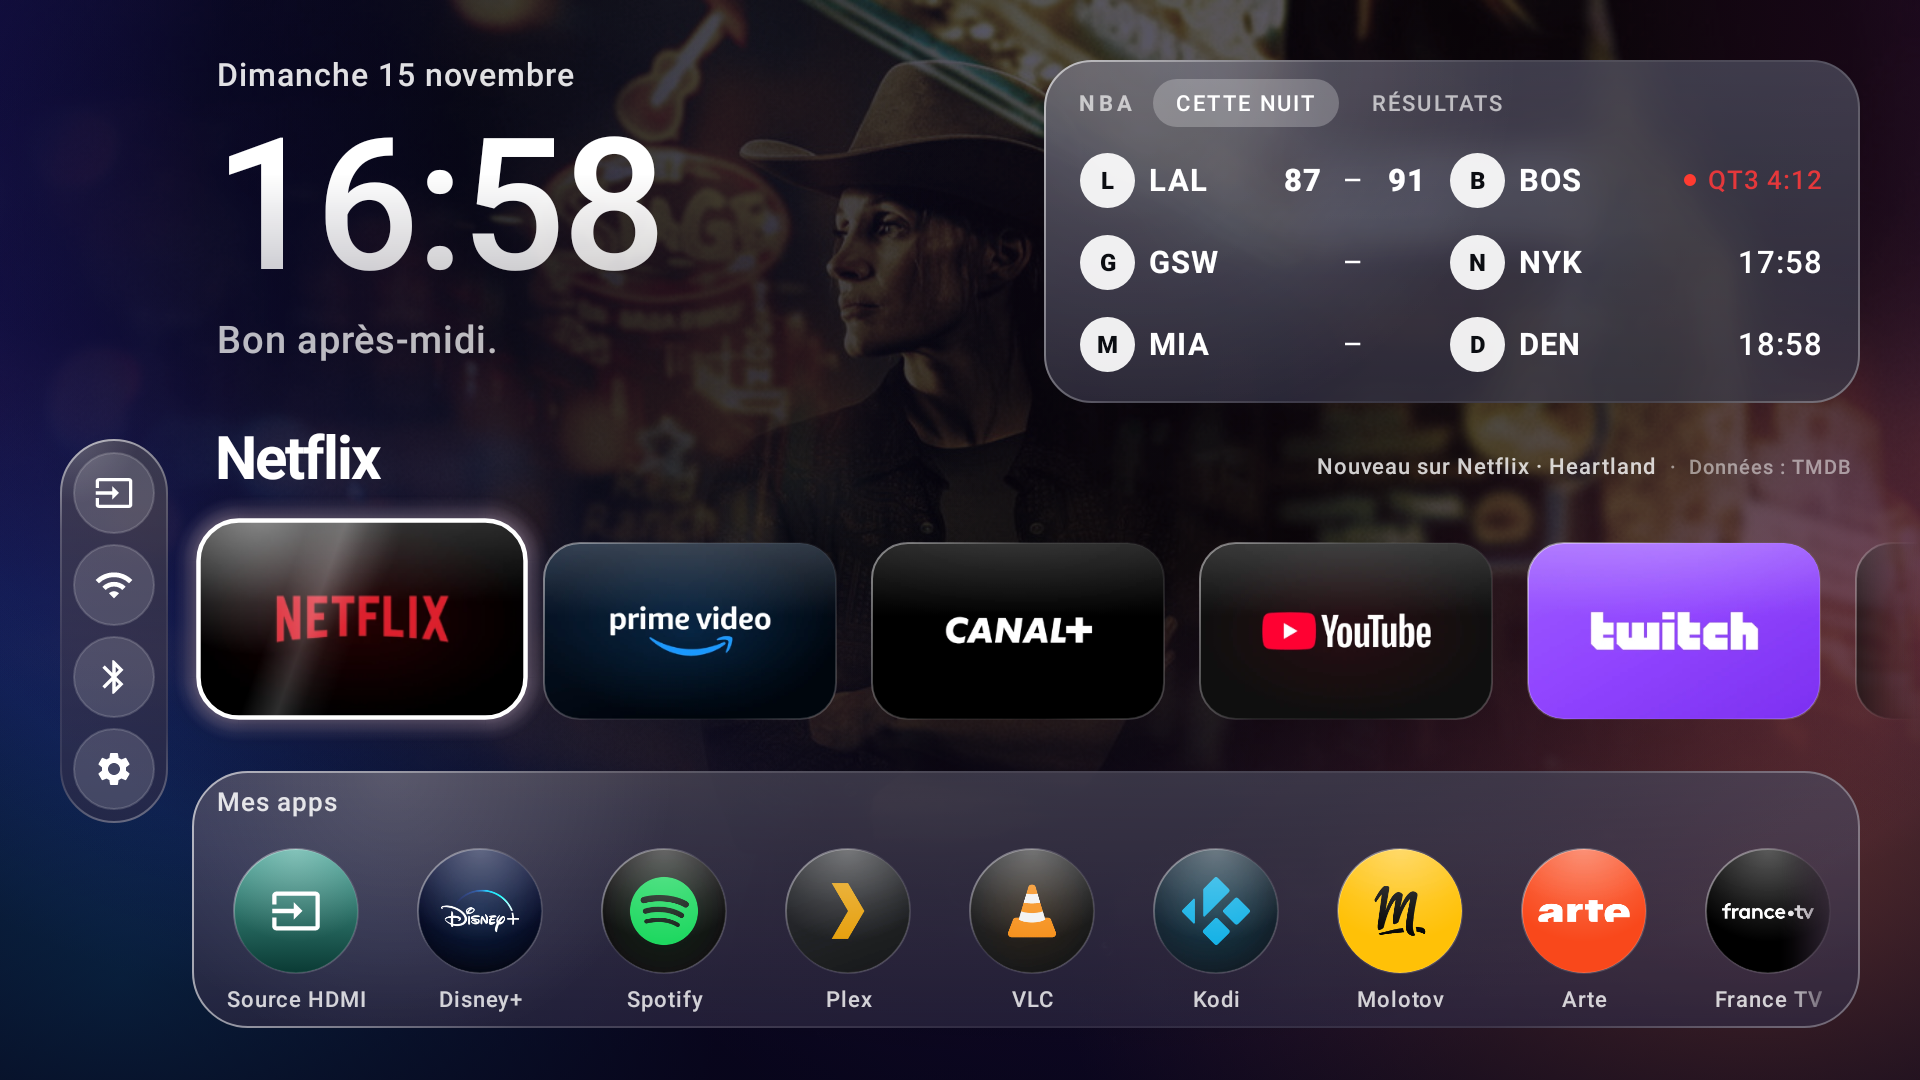 Dimanche 15 novembre
16:58
Bon après-midi.
NBA CETTE NUIT RÉSULTATS
L LAL 87 – 91 B BOS • QT3 4:12
G GSW – N NYK 17:58
M MIA – D DEN 18:58
Netflix
Nouveau sur Netflix · Heartland · Données : TMDB
NETFLIX
prime video
CANAL+
YouTube
twitch
Mes apps
Disney+
M.
arte
france•tv
Source HDMI
Disney+
Spotify
Plex
VLC
Kodi
Molotov
Arte
France TV